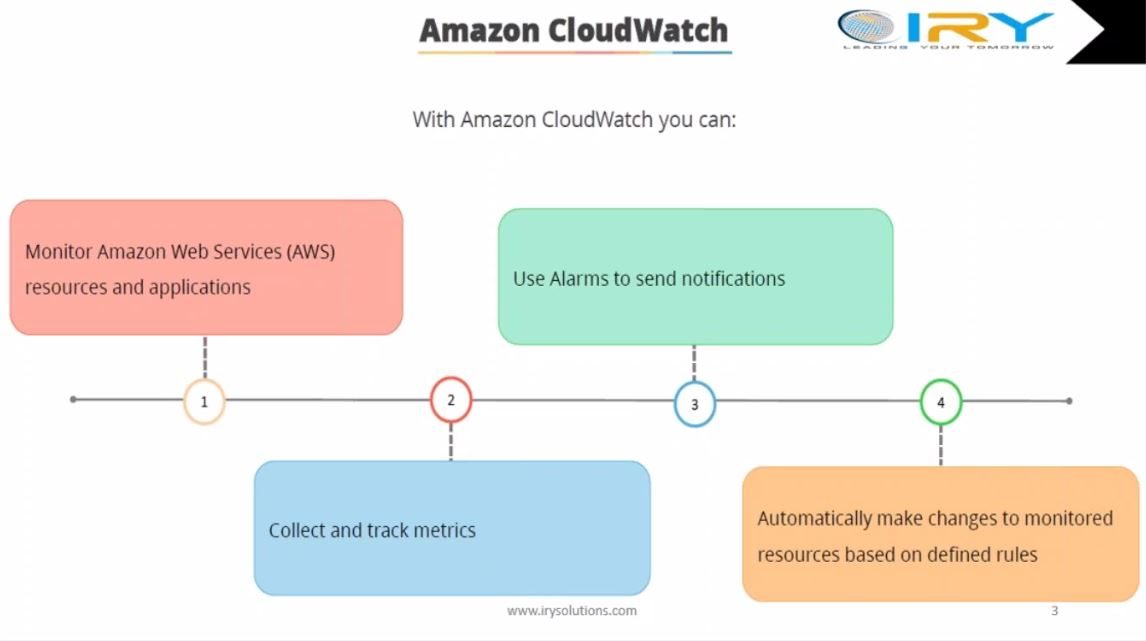 Amazon CloudWatch
IRY
LEADING YOUR TOMORROW
With Amazon CloudWatch you can:
Monitor Amazon Web Services (AWS)
resources and applications
Use Alarms to send notifications
1
2
3
4
Collect and track metrics
Automatically make changes to monitored
resources based on defined rules
www.irysolutions.com
3